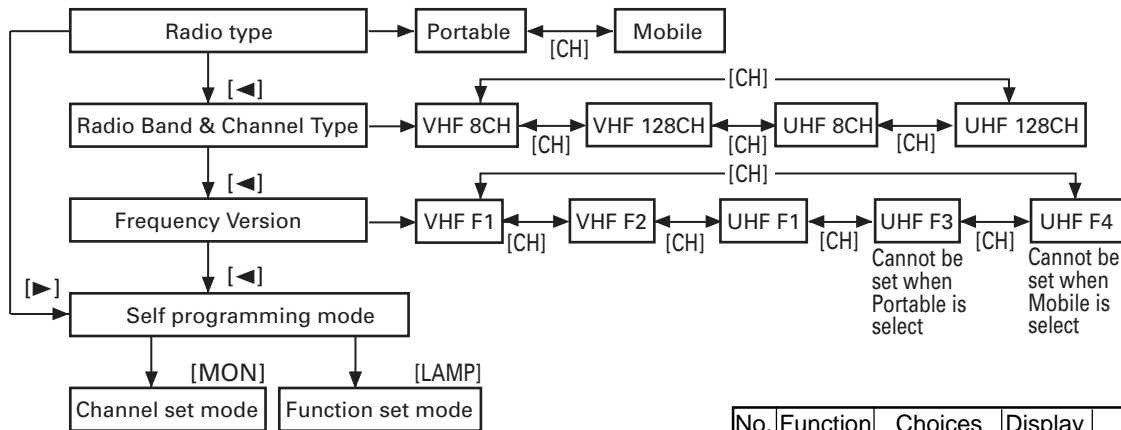 Radio type
Portable
[CH]
Mobile
[◄]
[CH]
Radio Band & Channel Type
VHF 8CH
[CH]
VHF 128CH
[CH]
UHF 8CH
[CH]
UHF 128CH
[◄]
[CH]
Frequency Version
VHF F1
[CH]
VHF F2
[CH]
UHF F1
[CH]
UHF F3
[CH]
UHF F4
Cannot be
set when
Portable is
select
Cannot be
set when
Mobile is
select
[◄]
[►]
Self programming mode
[MON]
[LAMP]
Channel set mode
Function set mode
No. Function Choices Display